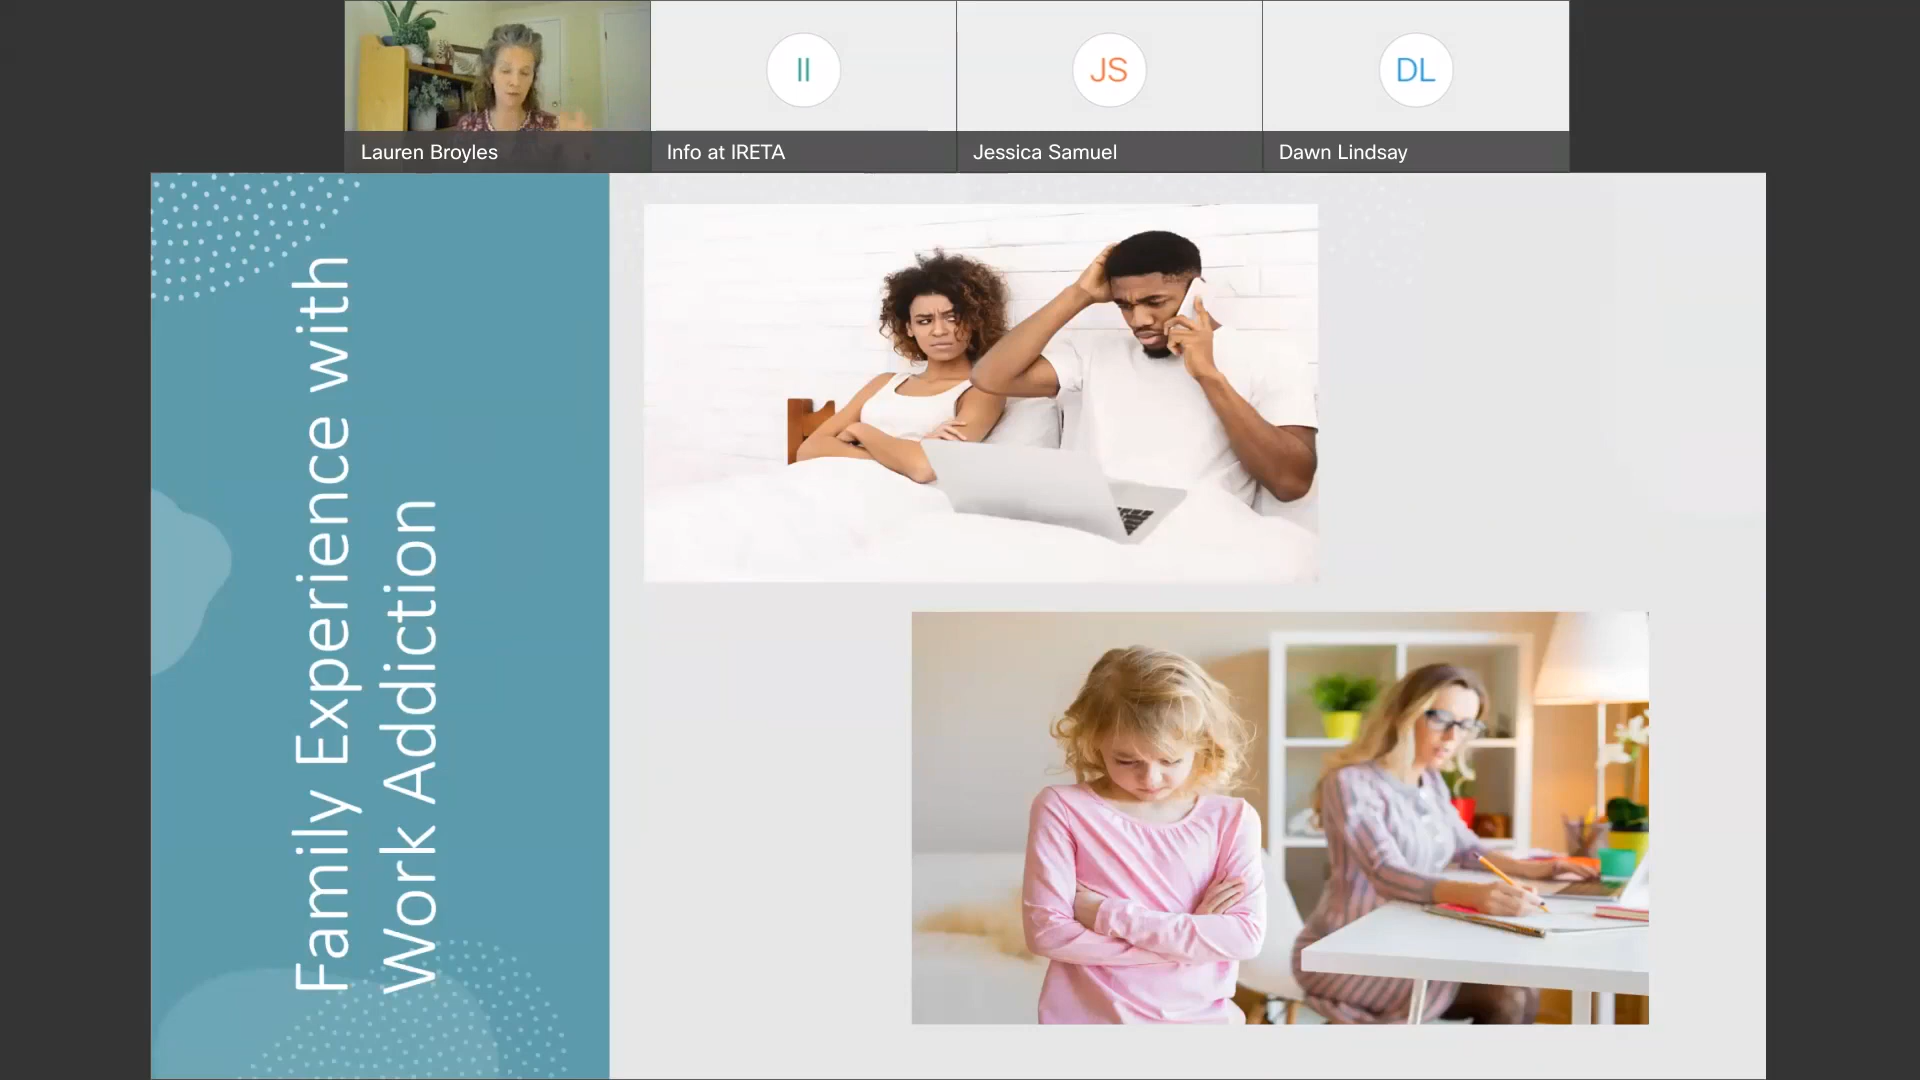 II
JS
DL
Lauren Broyles
Info at IRETA
Jessica Samuel
Dawn Lindsay
Family Experience with
Work Addiction